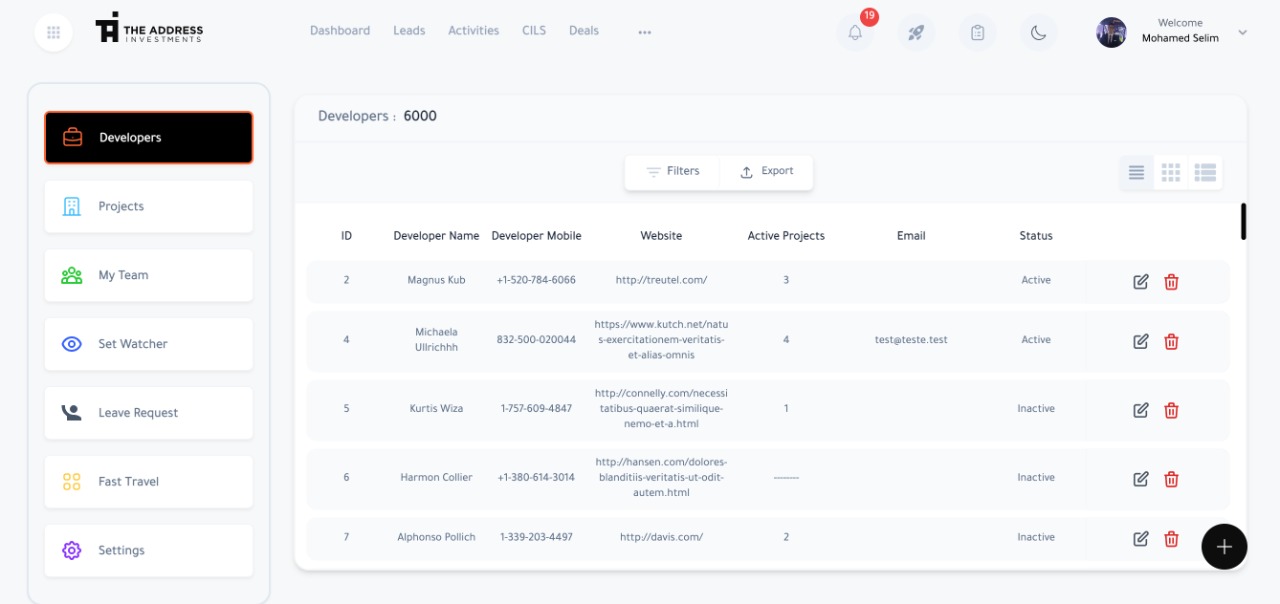 THE ADDRESS
INVESTMENTS
Dashboard Leads Activities CILS Deals ...
19
Welcome
Mohamed Selim
Developers
Projects
My Team
Set Watcher
Leave Request
Fast Travel
Settings
Developers : 6000
Filters Export
ID Developer Name Developer Mobile Website Active Projects Email Status
2 Magnus Kub +1-520-784-6066 http://treutel.com/ 3 Active
4 Michaela Ullrichhh 832-500-020044 https://www.kutch.net/natu
s-exercitationem-veritatis-
et-alias-omnis 4 test@teste.test Active
5 Kurtis Wiza 1-757-609-4847 http://connelly.com/necessi
tatibus-quaerat-similique-
nemo-et-a.html 1 Inactive
6 Harmon Collier +1-380-614-3014 http://hansen.com/dolores-
blanditiis-veritatis-ut-odit-
autem.html -------- Inactive
7 Alphonso Pollich 1-339-203-4497 http://davis.com/ 2 Inactive